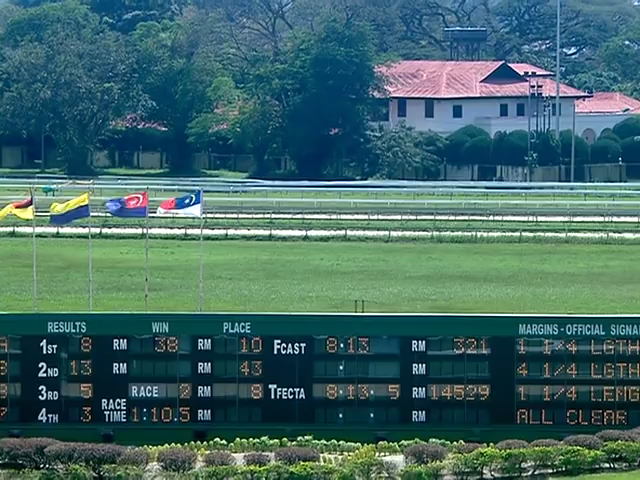 RESULTS WIN PLACE MARGINS - OFFICIAL SIGNA
1ST 8 RM 38 RM 10 FCAST 8-13 RM 321 1 1-4 LGTH
2ND 13 RM RM 43 RM 4 1/4 LGTH
3RD 5 RACE RM 8 TFECTA 8-13-5 RM 14529 1 1/4 LENG
4TH 3 RACE TIME 1:10.5 RM RM ALL CLEAR